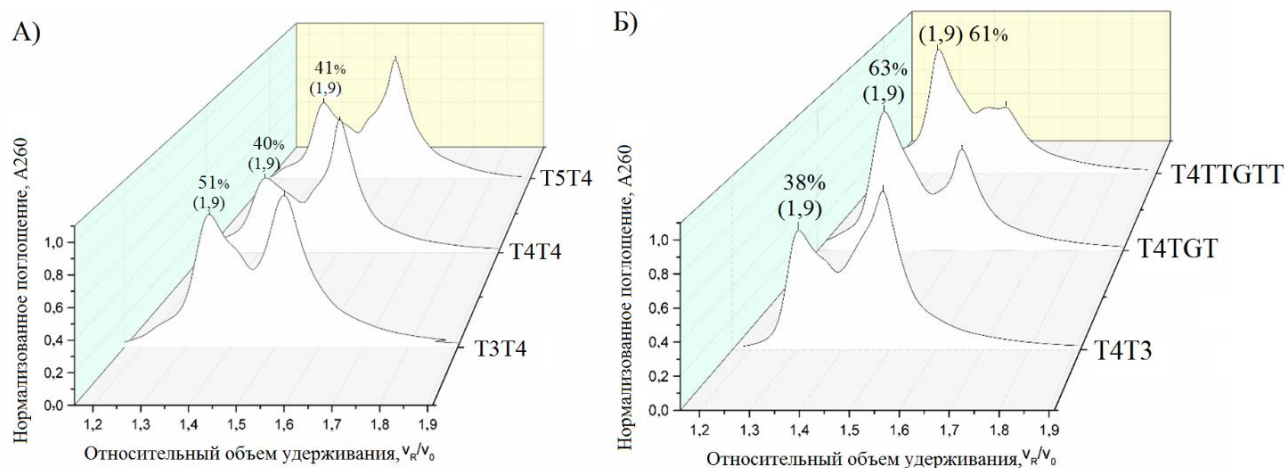 А)
41%
(1,9)
40%
(1,9)
51%
(1,9)
T5T4
T4T4
T3T4
Нормализованное поглощение, A260
1,0
0,8
0,6
0,4
0,2
0,0
1,2 1,3 1,4 1,5 1,6 1,7 1,8 1,9
Относительный объем удерживания, VR/V0
Б)
(1,9) 61%
63%
(1,9)
38%
(1,9)
T4TTGTT
T4TGT
T4T3
Нормализованное поглощение, A260
1,0
0,8
0,6
0,4
0,2
0,0
1,2 1,3 1,4 1,5 1,6 1,7 1,8 1,9
Относительный объем удерживания, VR/V0